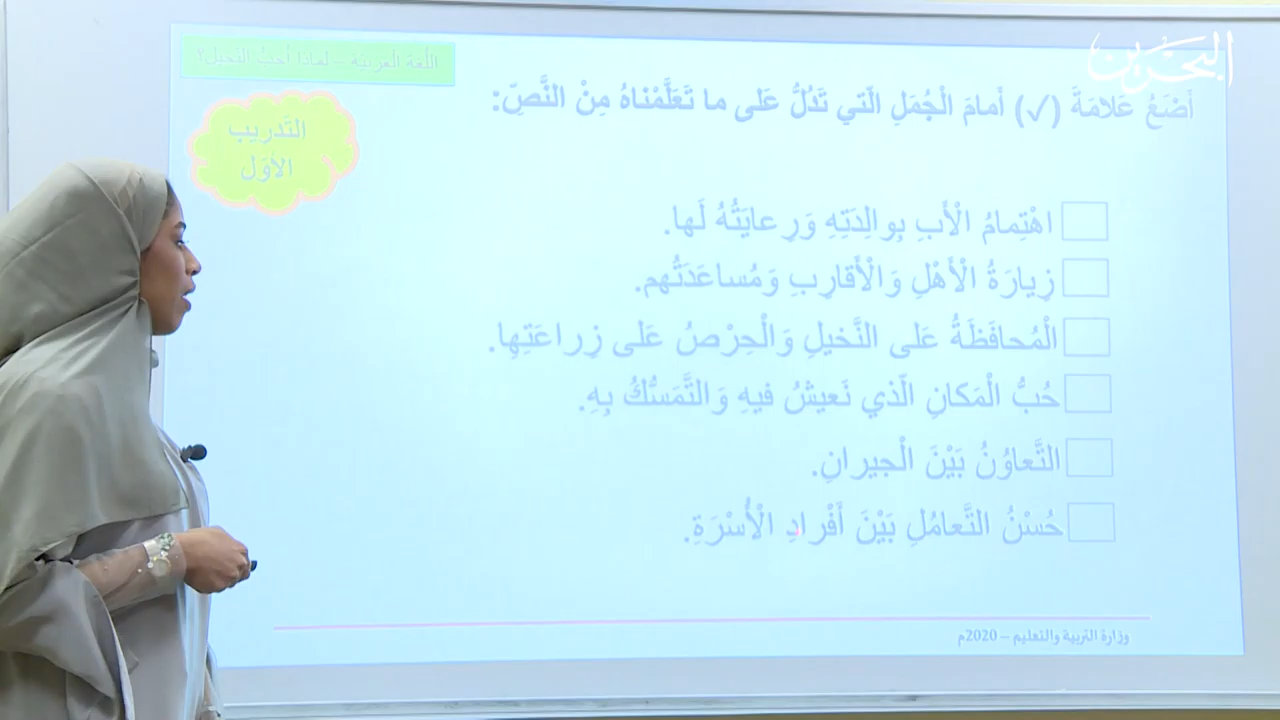 البحرين
اللغة العربية – لماذا أحب النخيل؟
أَضَعُ عَلامَةَ (✓) أَمامَ الْجُمَلِ الَّتي تَدُلُّ عَلى ما تَعَلَّمْناهُ مِنْ النَّصِّ:
التدريب
الأول
اهْتِمامُ الْأَبِ بِوالِدَتِهِ وَرِعايَتُهُ لَها.
زِيارَةُ الْأَهْلِ وَالْأَقارِبِ وَمُساعَدَتُهم.
الْمُحافَظَةُ عَلى النَّخيلِ وَالْحِرْصُ عَلى زِراعَتِها.
حُبُّ الْمَكانِ الَّذي نَعيشُ فيهِ وَالتَّمَسُّكُ بِهِ.
التَّعاوُنُ بَيْنَ الْجيرانِ.
حُسْنُ التَّعامُلِ بَيْنَ أَفْرادِ الْأُسْرَةِ.
وزارة التربية والتعليم – 2020م